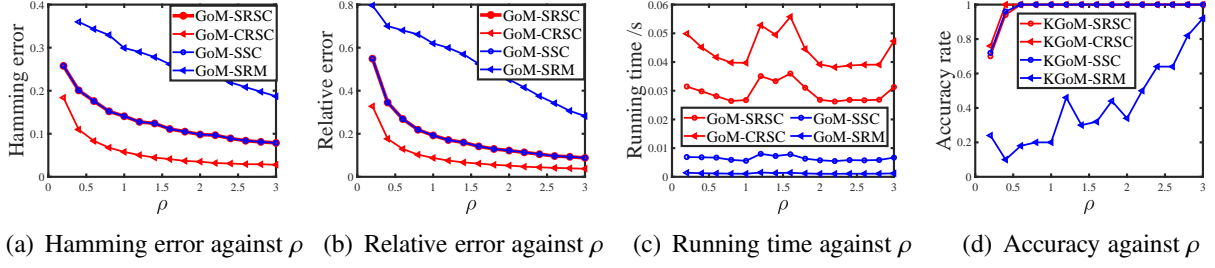 Hamming error
0.4
0.3
0.2
0.1
0
0.5
1
1.5
2
2.5
3
ρ
GoM-SRSC
GoM-CRSC
GoM-SSC
GoM-SRM
(a) Hamming error against ρ
Relative error
0.8
0.6
0.4
0.2
0
0.5
1
1.5
2
2.5
3
ρ
GoM-SRSC
GoM-CRSC
GoM-SSC
GoM-SRM
(b) Relative error against ρ
Running time /s
0.06
0.05
0.04
0.03
0.02
0.01
0
0
0.5
1
1.5
2
2.5
3
ρ
GoM-SRSC
GoM-CRSC
GoM-SSC
GoM-SRM
(c) Running time against ρ
Accuracy rate
1
0.8
0.6
0.4
0.2
0
0
0.5
1
1.5
2
2.5
3
ρ
KGoM-SRSC
KGoM-CRSC
KGoM-SSC
KGoM-SRM
(d) Accuracy against ρ